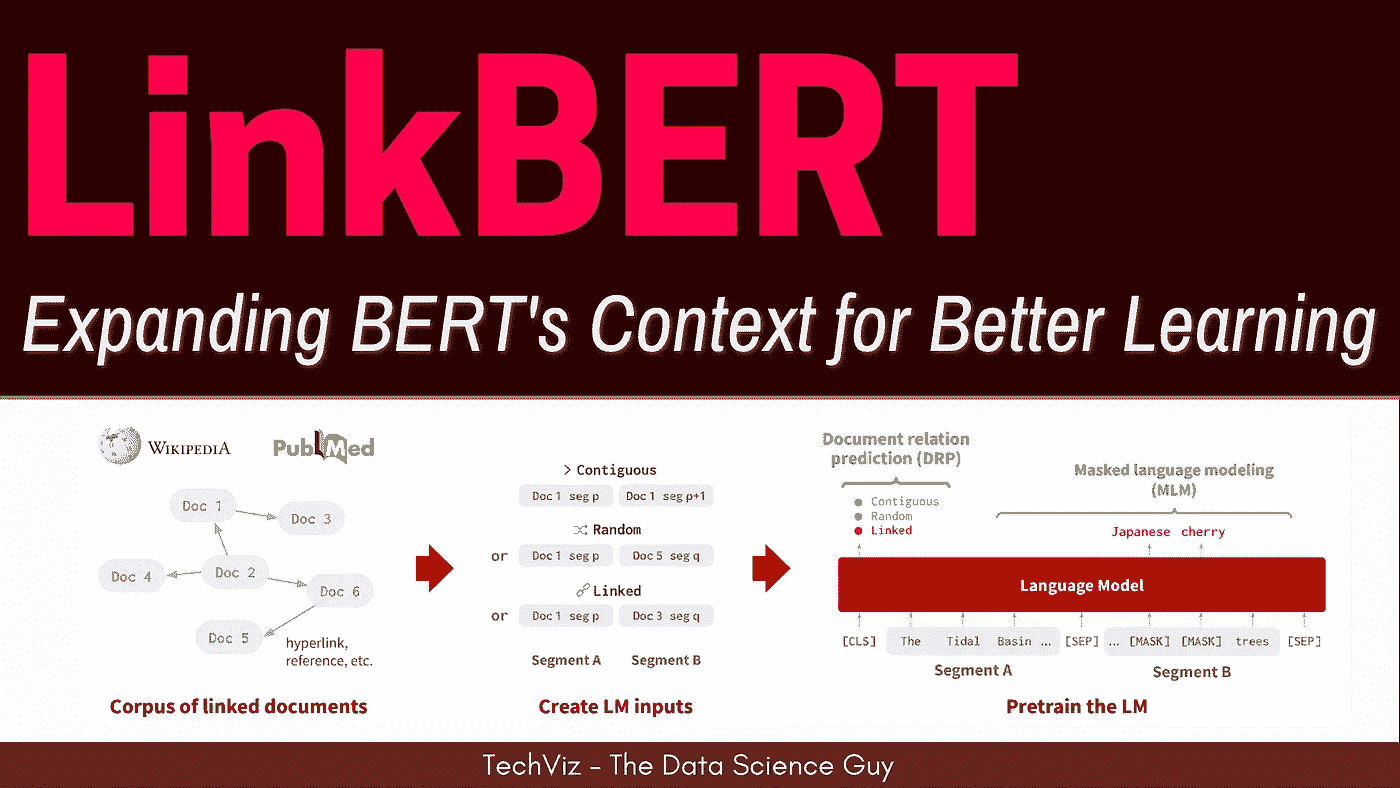 LinkBERT
Expanding BERT's Context for Better Learning
WIKIPEDIA
PubMed
Doc 1
Doc 3
Doc 4
Doc 2
Doc 6
Doc 5
hyperlink,
reference, etc.
Corpus of linked documents
> Contiguous
Doc 1 seg p Doc 1 seg p+1
Random
or Doc 1 seg p Doc 5 seg q
Linked
or Doc 1 seg p Doc 3 seg q
Segment A Segment B
Create LM inputs
Document relation
prediction (DRP)
Contiguous
Random
Linked
Masked language modeling
(MLM)
Japanese cherry
Language Model
[CLS] The Tidal Basin ... [SEP] ... [MASK] [MASK] trees [SEP]
Segment A Segment B
Pretrain the LM
TechViz - The Data Science Guy